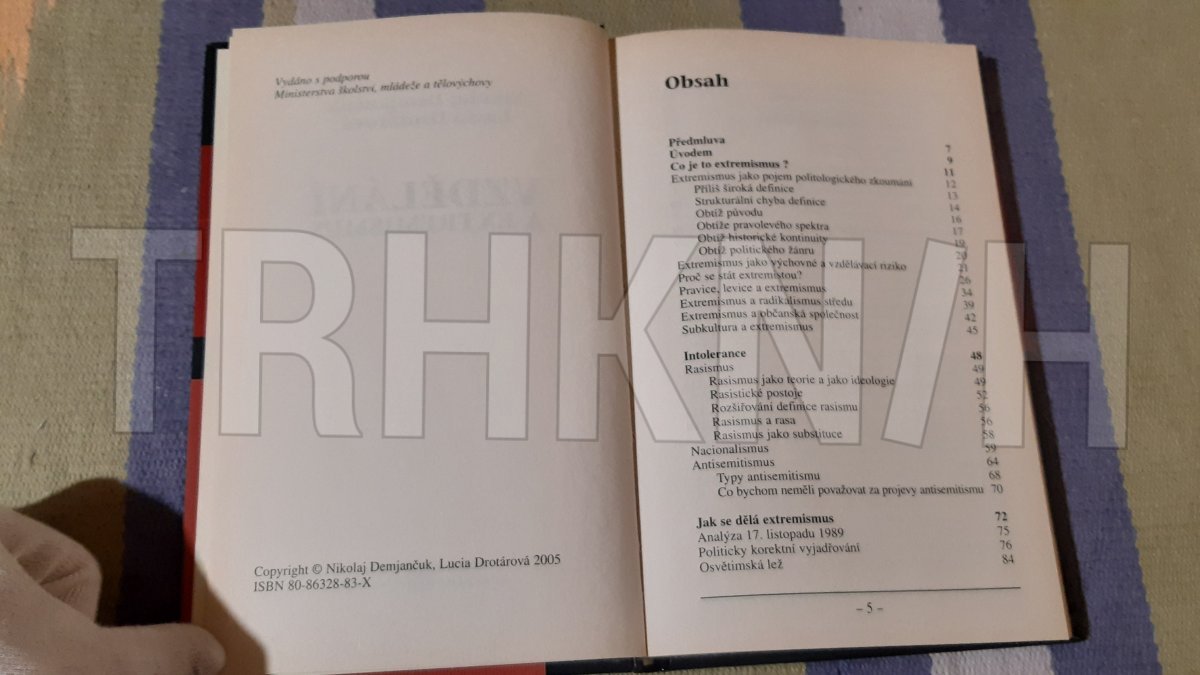 Vydáno s podporou
Ministerstva školství, mládeže a tělovýchovy
Copyright © Nikolaj Demjančuk, Lucia Drotárová 2005
ISBN 80-86328-83-X
Obsah
Předmluva 7
Úvodem 9
Co je to extremismus ? 11
Extremismus jako pojem politologického zkoumání 12
Příliš široká definice 13
Strukturální chyba definice 14
Obtíž původu 16
Obtíže pravolevého spektra 17
Obtíž historické kontinuity 19
Obtíž politického žánru 20
Extremismus jako výchovné a vzdělávací riziko 21
Proč se stát extremistou? 26
Pravice, levice a extremismus 34
Extremismus a radikalismus středu 39
Extremismus a občanská společnost 42
Subkultura a extremismus 45
Intolerance 48
Rasismus 49
Rasismus jako teorie a jako ideologie 49
Rasistické postoje 52
Rozšiřování definice rasismu 56
Rasismus a rasa 56
Rasismus jako substituce 58
Nacionalismus 59
Antisemitismus 64
Typy antisemitismu 68
Co bychom neměli považovat za projevy antisemitismu 70
Jak se dělá extremismus 72
Analýza 17. listopadu 1989 75
Politicky korektní vyjadřování 76
Osvětimská lež 84
– 5 –
TRHKNIH